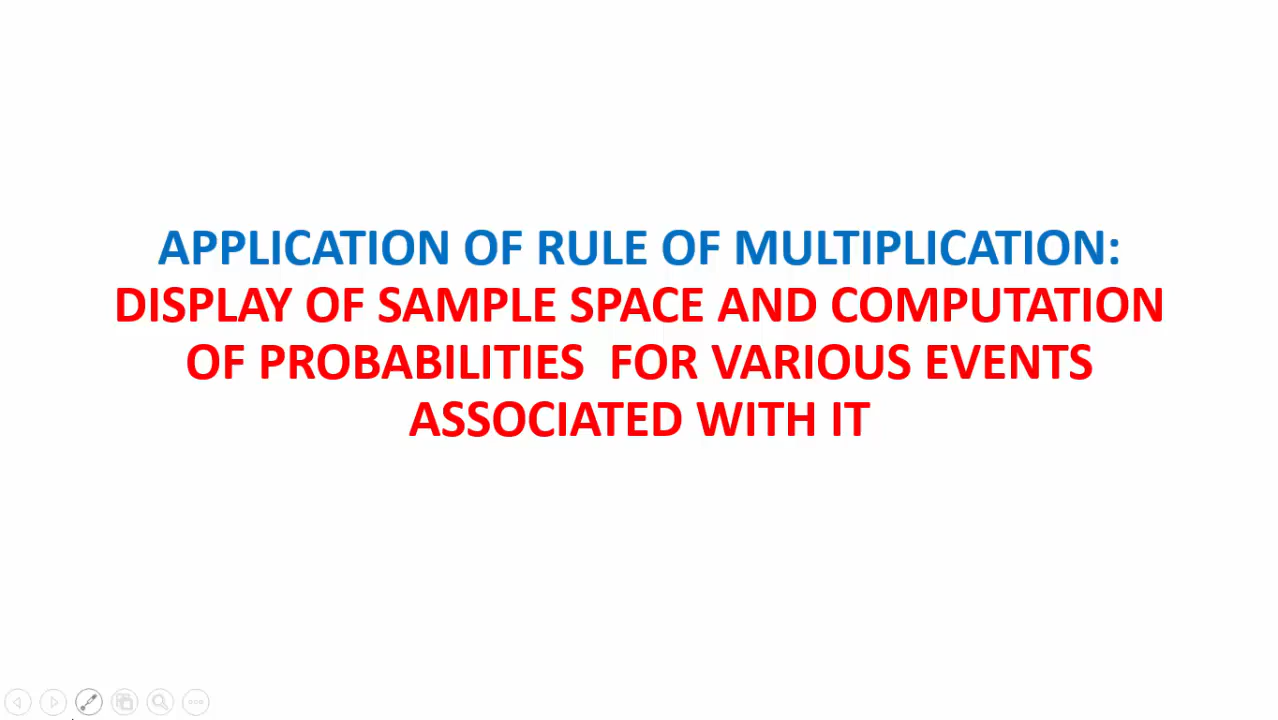 APPLICATION OF RULE OF MULTIPLICATION:
DISPLAY OF SAMPLE SPACE AND COMPUTATION
OF PROBABILITIES  FOR VARIOUS EVENTS
ASSOCIATED WITH IT